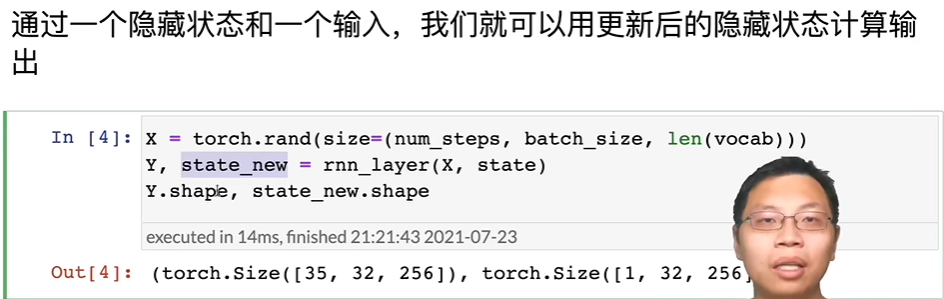 通过一个隐藏状态和一个输入，我们就可以用更新后的隐藏状态计算输
出
In [4]: X = torch.rand(size=(num_steps, batch_size, len(vocab)))
Y, state_new = rnn_layer(X, state)
Y.shape, state_new.shape
executed in 14ms, finished 21:21:43 2021-07-23
Out[4]: (torch.Size([35, 32, 256]), torch.Size([1, 32, 256]